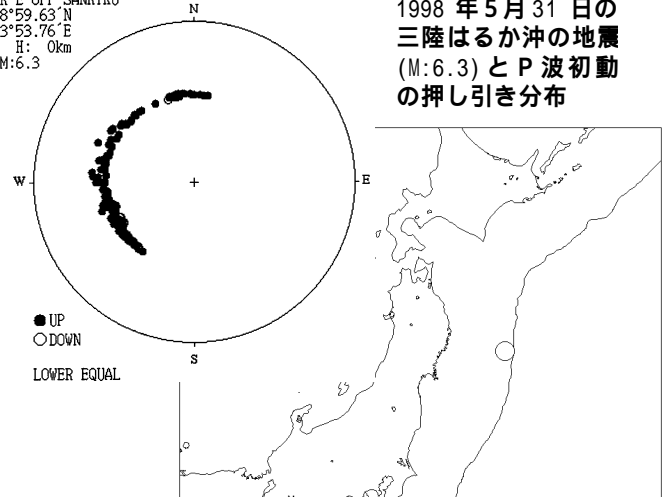 8°59.63´N
3°53.76´E
H: 0km
M:6.3
N
W
E
S
UP
DOWN
LOWER EQUAL
1998 年5月31 日の
三陸はるか沖の地震
(M:6.3) と P 波初動
の押し引き分布